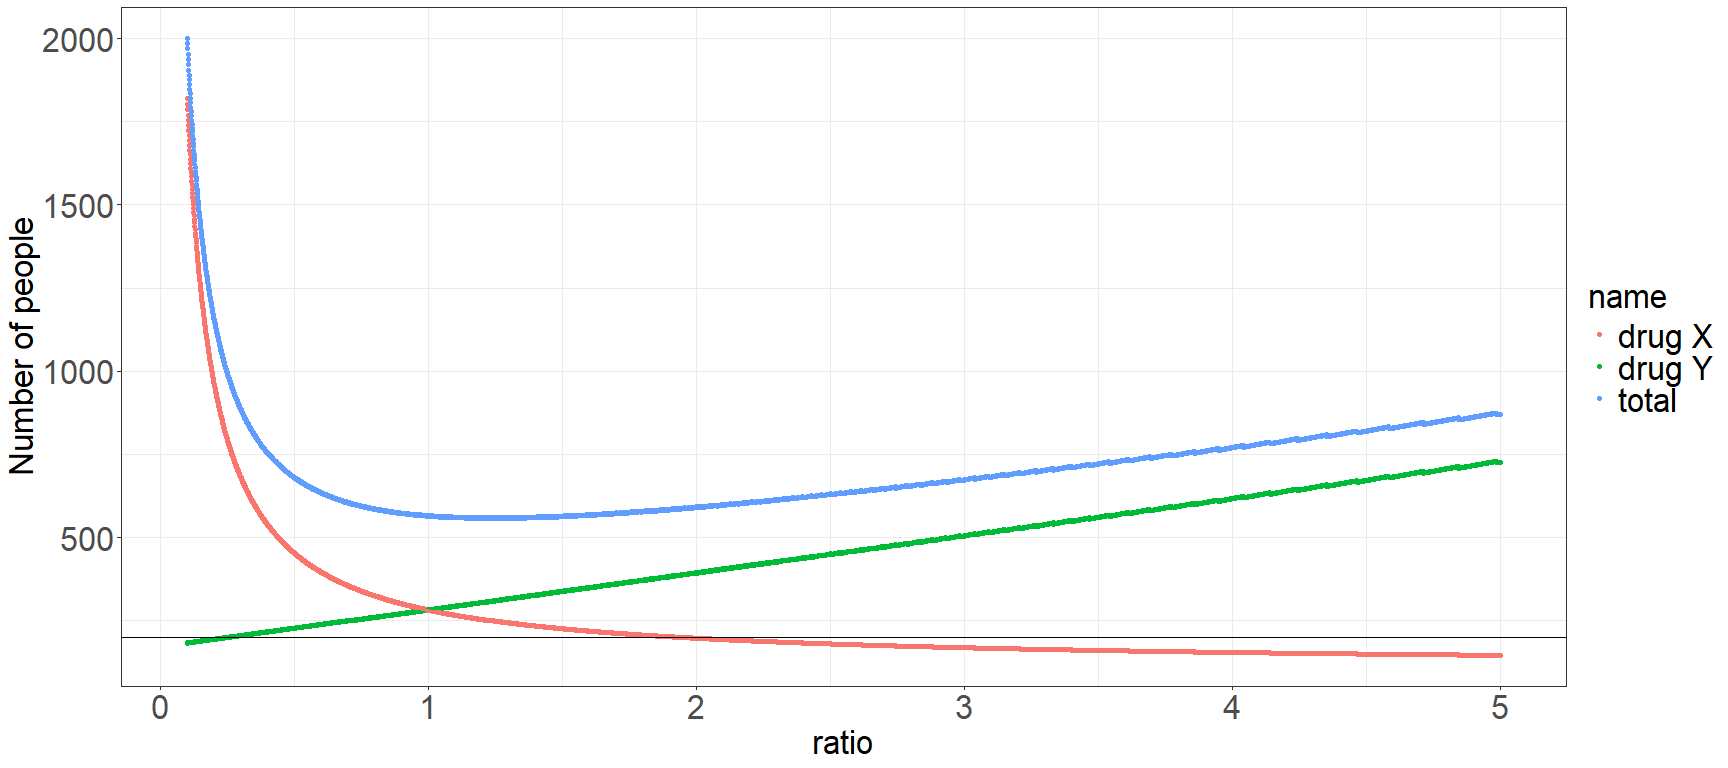 2000
1500
1000
500
Number of people
0 1 2 3 4 5
ratio
name
drug X
drug Y
total